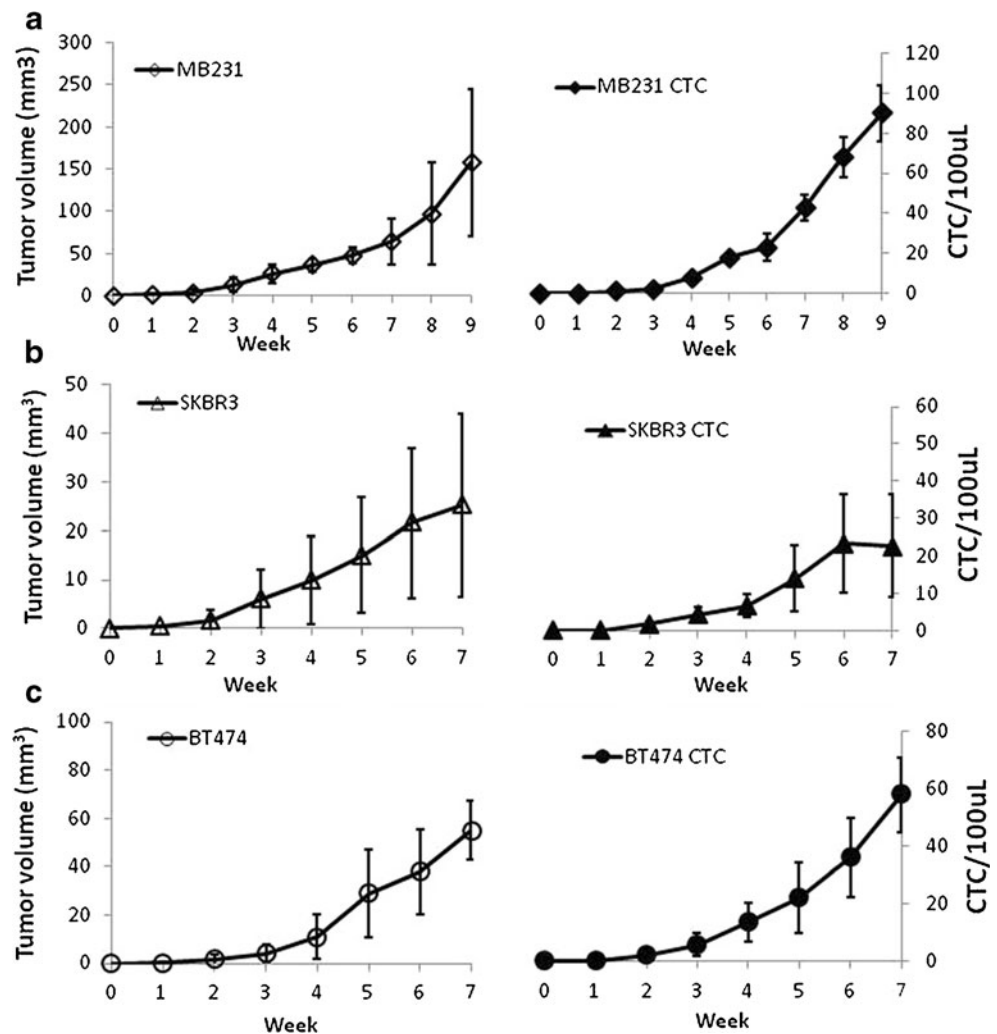 a
Tumor volume (mm3)
300
250
200
150
100
50
0
MB231
0 1 2 3 4 5 6 7 8 9
Week
MB231 CTC
120
100
80
60
40
20
0
CTC/100uL
0 1 2 3 4 5 6 7 8 9
Week
b
Tumor volume (mm³)
50
40
30
20
10
0
SKBR3
0 1 2 3 4 5 6 7
Week
SKBR3 CTC
60
50
40
30
20
10
0
CTC/100uL
0 1 2 3 4 5 6 7
Week
c
Tumor volume (mm³)
100
80
60
40
20
0
BT474
0 1 2 3 4 5 6 7
Week
BT474 CTC
80
60
40
20
0
CTC/100uL
0 1 2 3 4 5 6 7
Week